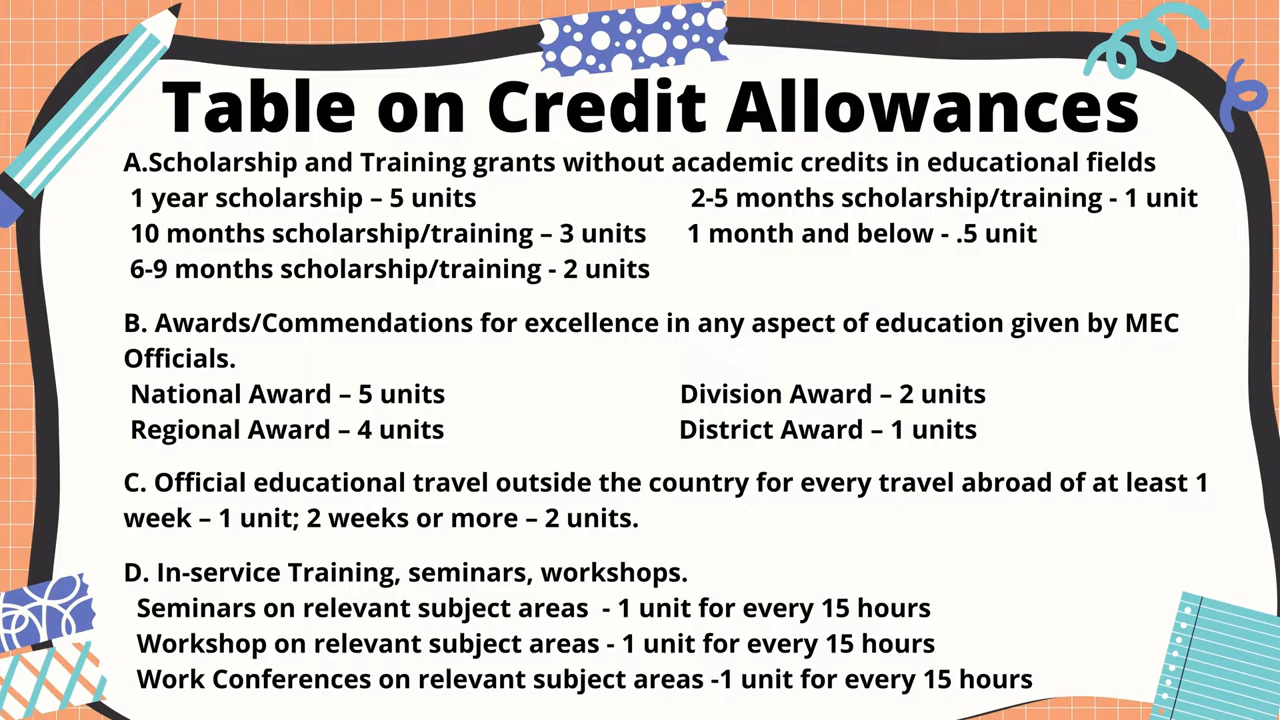 Table on Credit Allowances
A.Scholarship and Training grants without academic credits in educational fields
1 year scholarship – 5 units 2-5 months scholarship/training - 1 unit
10 months scholarship/training – 3 units 1 month and below - .5 unit
6-9 months scholarship/training - 2 units
B. Awards/Commendations for excellence in any aspect of education given by MEC
Officials.
National Award – 5 units Division Award – 2 units
Regional Award – 4 units District Award – 1 units
C. Official educational travel outside the country for every travel abroad of at least 1
week – 1 unit; 2 weeks or more – 2 units.
D. In-service Training, seminars, workshops.
Seminars on relevant subject areas - 1 unit for every 15 hours
Workshop on relevant subject areas - 1 unit for every 15 hours
Work Conferences on relevant subject areas -1 unit for every 15 hours